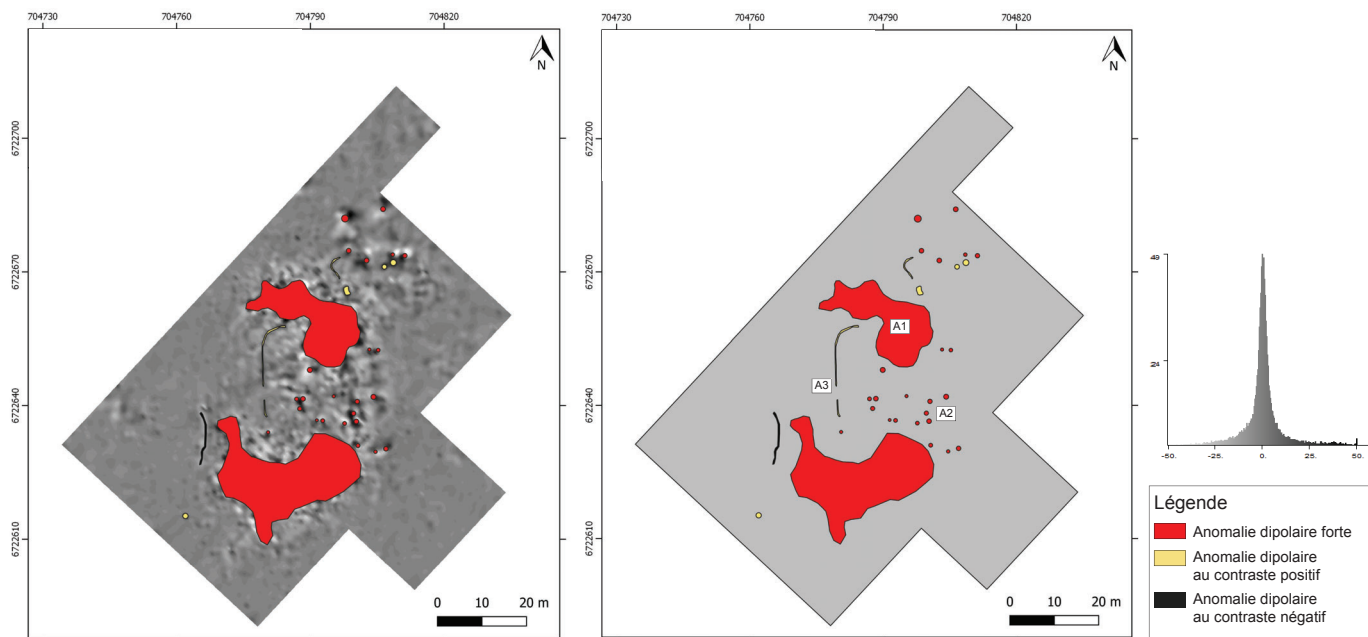 704730 704760 704790 704820
N
6722700
6722670
6722640
6722610
0 10 20 m
704730 704760 704790 704820
N
6722700
6722670
6722640
6722610
A1
A3
A2
0 10 20 m
49
24
-50 -25 0. 25 50
Légende
Anomalie dipolaire forte
Anomalie dipolaire
au contraste positif
Anomalie dipolaire
au contraste négatif